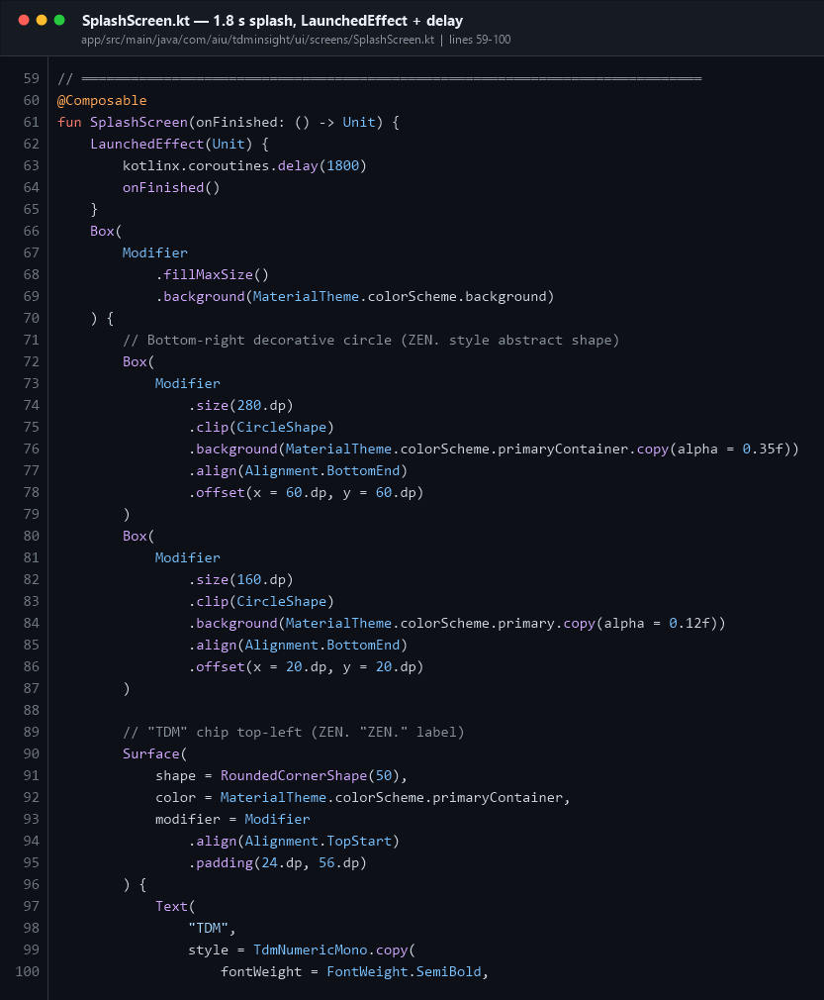 SplashScreen.kt — 1.8 s splash, LaunchedEffect + delay
app/src/main/java/com/aiu/tdminsight/ui/screens/SplashScreen.kt | lines 59-100
59 // ════════════════════════════════════════════════════════════════════════════
60 @Composable
61 fun SplashScreen(onFinished: () -> Unit) {
62     LaunchedEffect(Unit) {
63         kotlinx.coroutines.delay(1800)
64         onFinished()
65     }
66     Box(
67         Modifier
68             .fillMaxSize()
69             .background(MaterialTheme.colorScheme.background)
70     ) {
71         // Bottom-right decorative circle (ZEN. style abstract shape)
72         Box(
73             Modifier
74                 .size(280.dp)
75                 .clip(CircleShape)
76                 .background(MaterialTheme.colorScheme.primaryContainer.copy(alpha = 0.35f))
77                 .align(Alignment.BottomEnd)
78                 .offset(x = 60.dp, y = 60.dp)
79         )
80         Box(
81             Modifier
82                 .size(160.dp)
83                 .clip(CircleShape)
84                 .background(MaterialTheme.colorScheme.primary.copy(alpha = 0.12f))
85                 .align(Alignment.BottomEnd)
86                 .offset(x = 20.dp, y = 20.dp)
87         )
88
89         // "TDM" chip top-left (ZEN. "ZEN." label)
90         Surface(
91             shape = RoundedCornerShape(50),
92             color = MaterialTheme.colorScheme.primaryContainer,
93             modifier = Modifier
94                 .align(Alignment.TopStart)
95                 .padding(24.dp, 56.dp)
96         ) {
97             Text(
98                 "TDM",
99                 style = TdmNumericMono.copy(
100                     fontWeight = FontWeight.SemiBold,